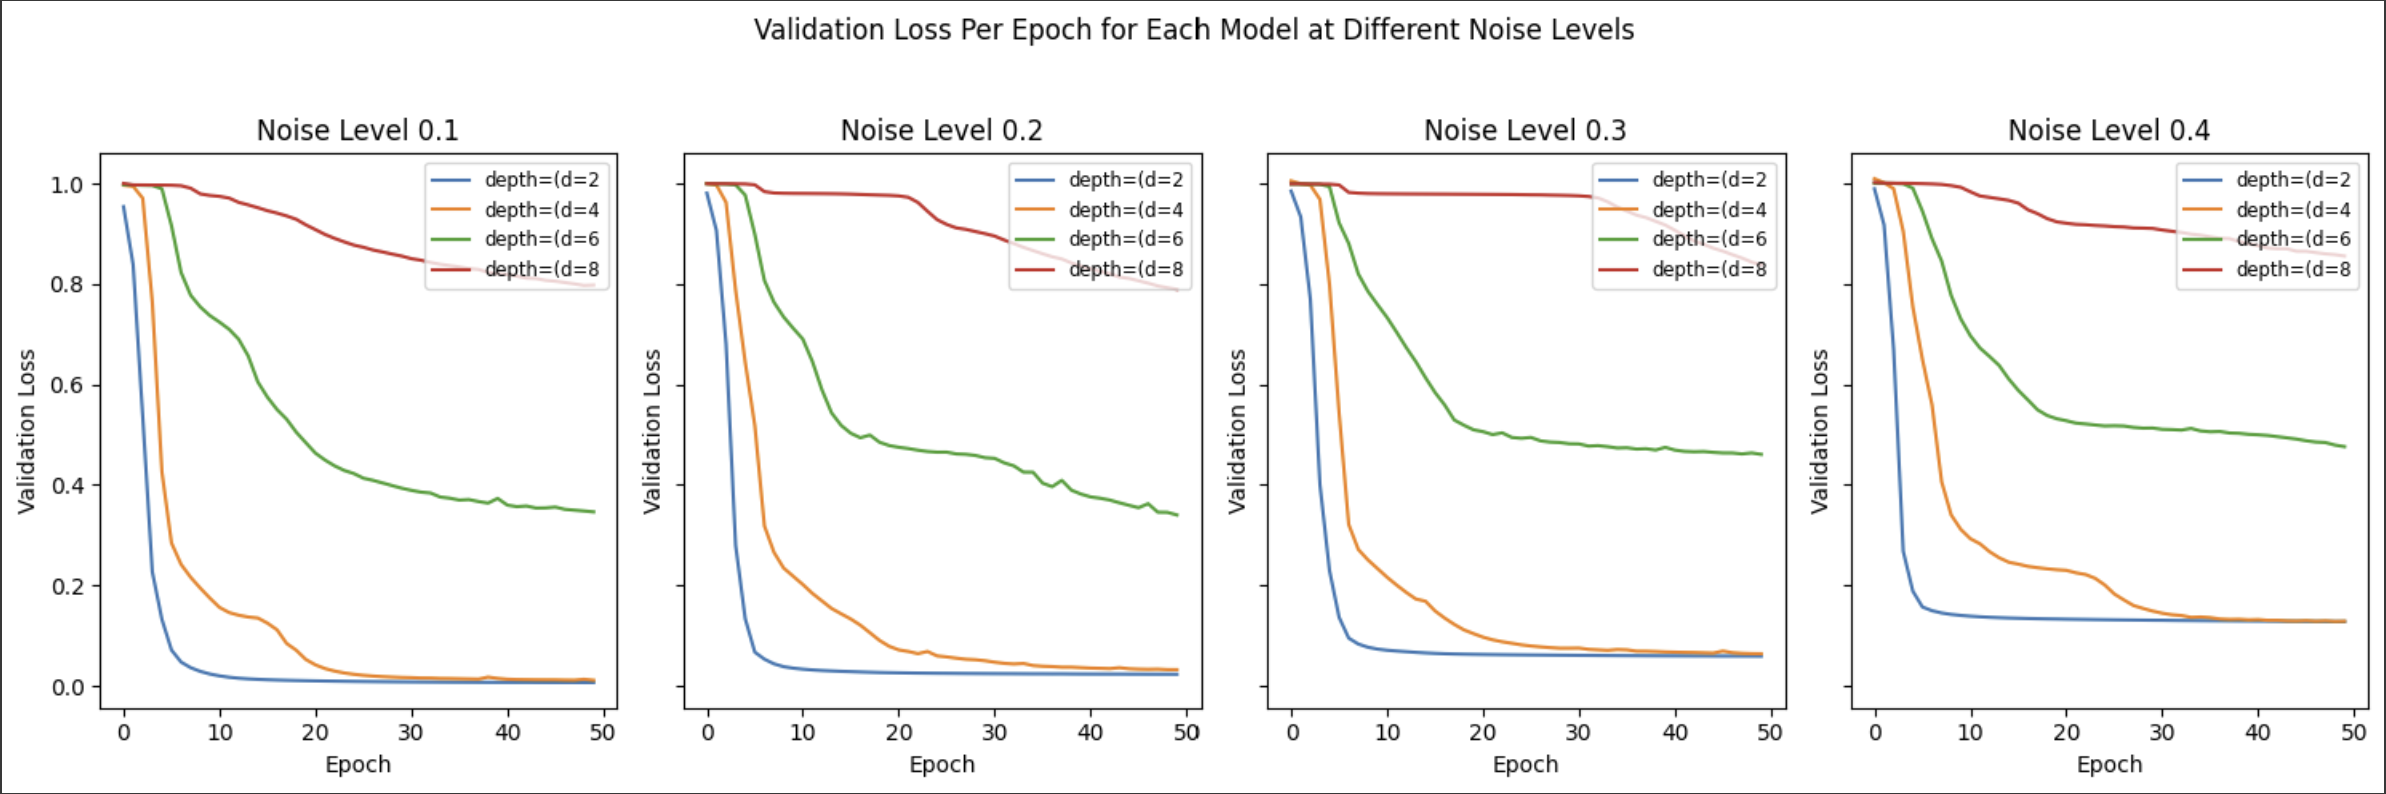 Validation Loss Per Epoch for Each Model at Different Noise Levels
Noise Level 0.1
Validation Loss
1.0
0.8
0.6
0.4
0.2
0.0
depth=(d=2
depth=(d=4
depth=(d=6
depth=(d=8
0 10 20 30 40 50
Epoch
Noise Level 0.2
Validation Loss
depth=(d=2
depth=(d=4
depth=(d=6
depth=(d=8
0 10 20 30 40 50
Epoch
Noise Level 0.3
Validation Loss
depth=(d=2
depth=(d=4
depth=(d=6
depth=(d=8
0 10 20 30 40 50
Epoch
Noise Level 0.4
Validation Loss
depth=(d=2
depth=(d=4
depth=(d=6
depth=(d=8
0 10 20 30 40 50
Epoch